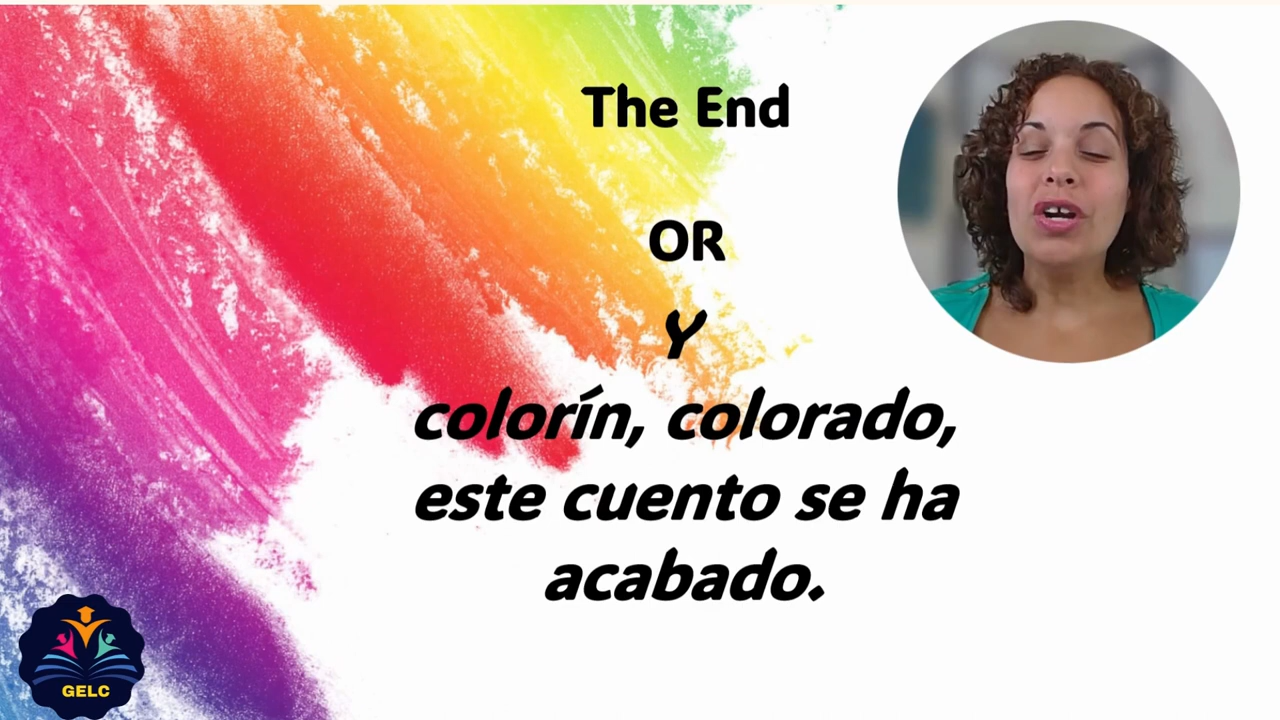 The End
OR
Y
colorín, colorado,
este cuento se ha
acabado.
GELC